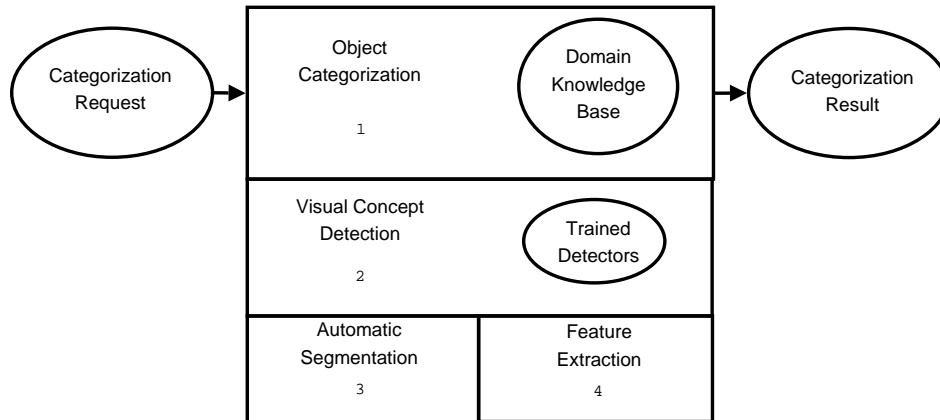 Categorization
Request
Object
Categorization
1
Domain
Knowledge
Base
Categorization
Result
Visual Concept
Detection
2
Trained
Detectors
Automatic
Segmentation
3
Feature
Extraction
4